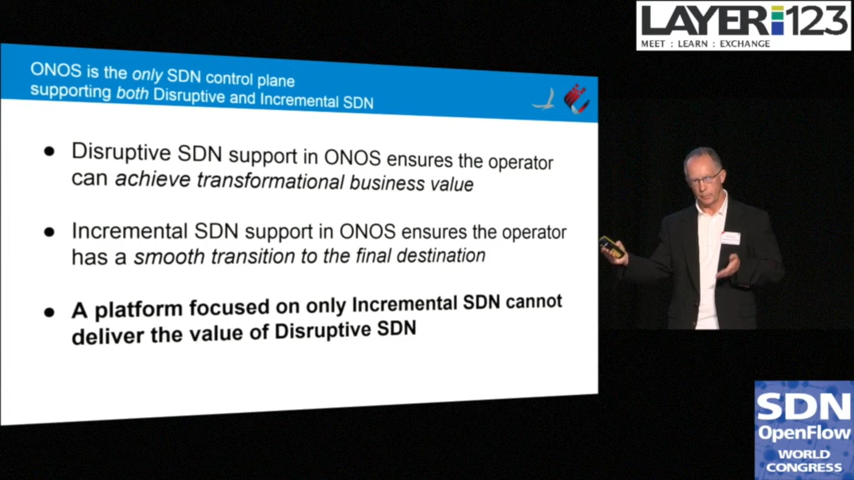 LAYER123
MEET : LEARN : EXCHANGE
ONOS is the only SDN control plane
supporting both Disruptive and Incremental SDN
● Disruptive SDN support in ONOS ensures the operator
can achieve transformational business value
● Incremental SDN support in ONOS ensures the operator
has a smooth transition to the final destination
● A platform focused on only Incremental SDN cannot
deliver the value of Disruptive SDN
SDN
OpenFlow
WORLD
CONGRESS